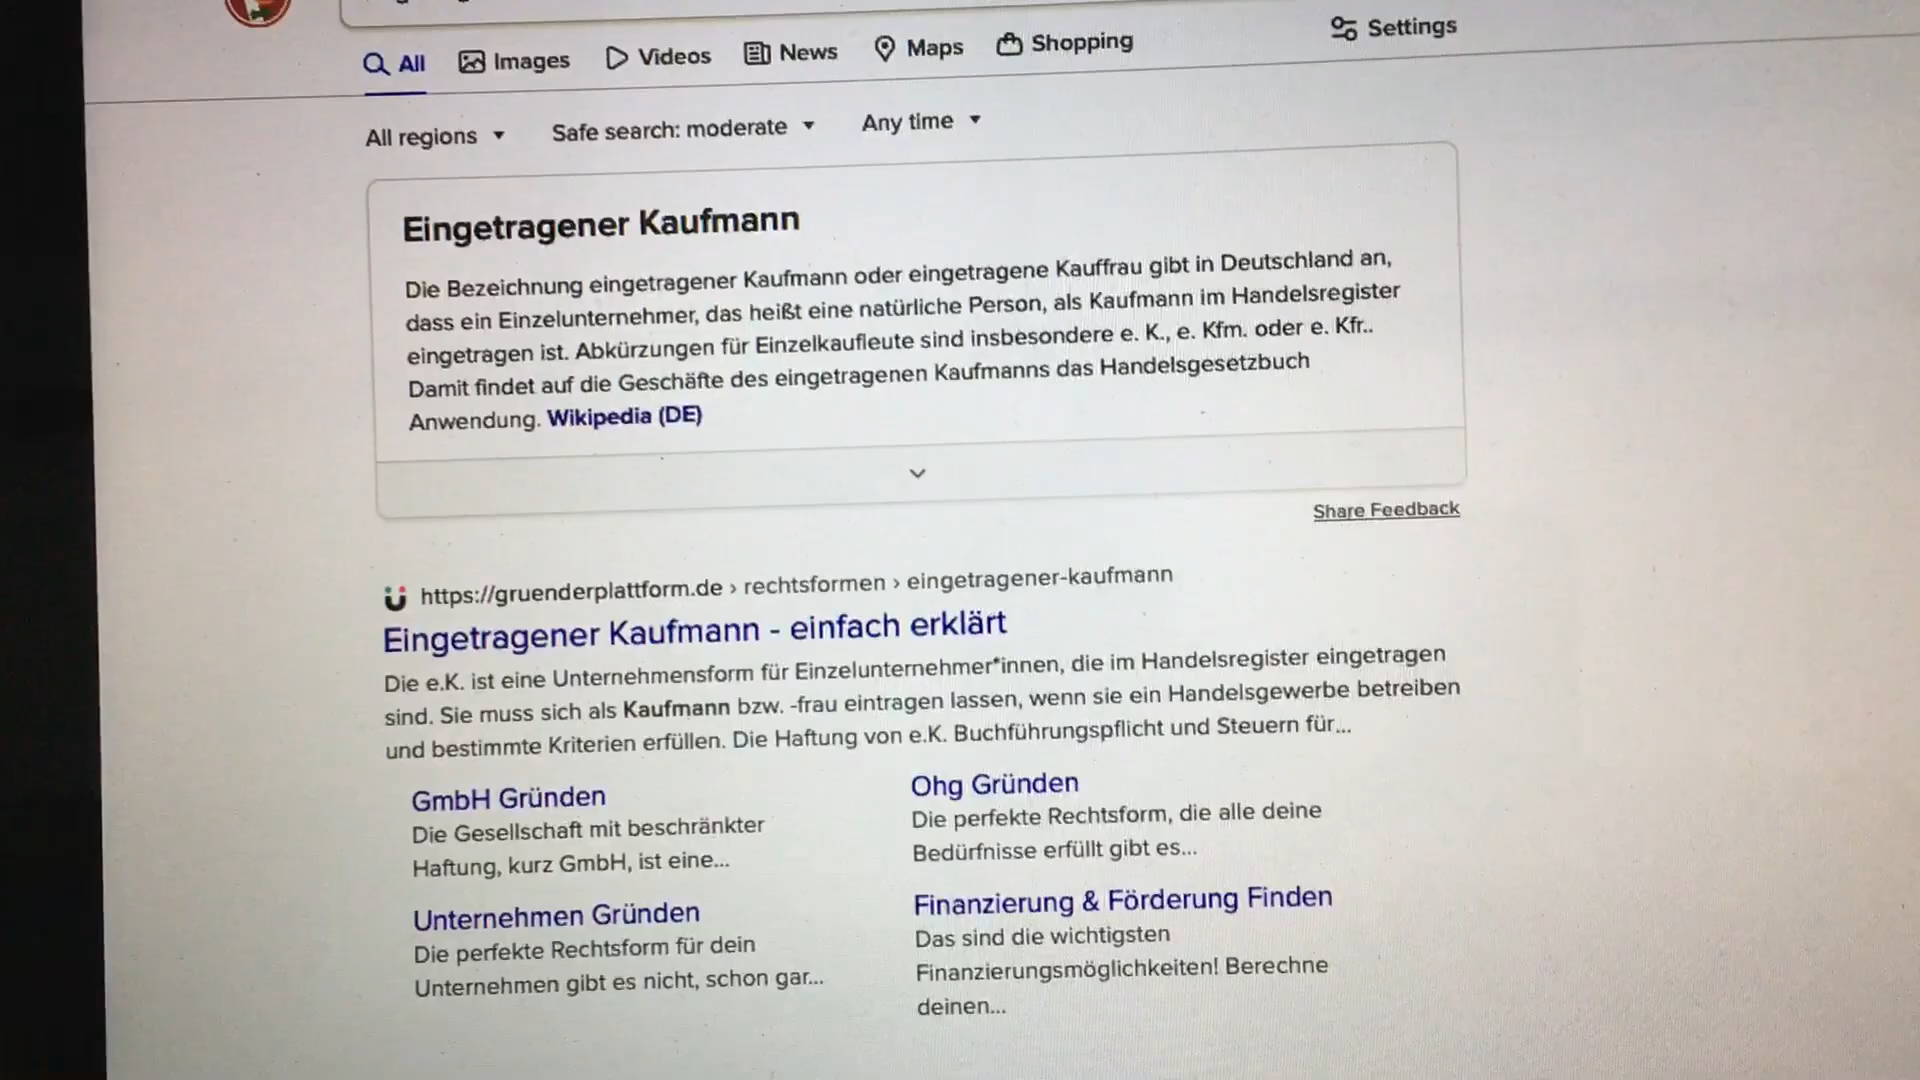 All Images Videos News Maps Shopping Settings
All regions Safe search: moderate Any time
Eingetragener Kaufmann
Die Bezeichnung eingetragener Kaufmann oder eingetragene Kauffrau gibt in Deutschland an,
dass ein Einzelunternehmer, das heißt eine natürliche Person, als Kaufmann im Handelsregister
eingetragen ist. Abkürzungen für Einzelkaufleute sind insbesondere e. K., e. Kfm. oder e. Kfr..
Damit findet auf die Geschäfte des eingetragenen Kaufmanns das Handelsgesetzbuch
Anwendung. Wikipedia (DE)
Share Feedback
https://gruenderplattform.de › rechtsformen › eingetragener-kaufmann
Eingetragener Kaufmann - einfach erklärt
Die e.K. ist eine Unternehmensform für Einzelunternehmer*innen, die im Handelsregister eingetragen
sind. Sie muss sich als Kaufmann bzw. -frau eintragen lassen, wenn sie ein Handelsgewerbe betreiben
und bestimmte Kriterien erfüllen. Die Haftung von e.K. Buchführungspflicht und Steuern für...
GmbH Gründen
Die Gesellschaft mit beschränkter
Haftung, kurz GmbH, ist eine...
Ohg Gründen
Die perfekte Rechtsform, die alle deine
Bedürfnisse erfüllt gibt es...
Unternehmen Gründen
Die perfekte Rechtsform für dein
Unternehmen gibt es nicht, schon gar...
Finanzierung & Förderung Finden
Das sind die wichtigsten
Finanzierungsmöglichkeiten! Berechne
deinen...